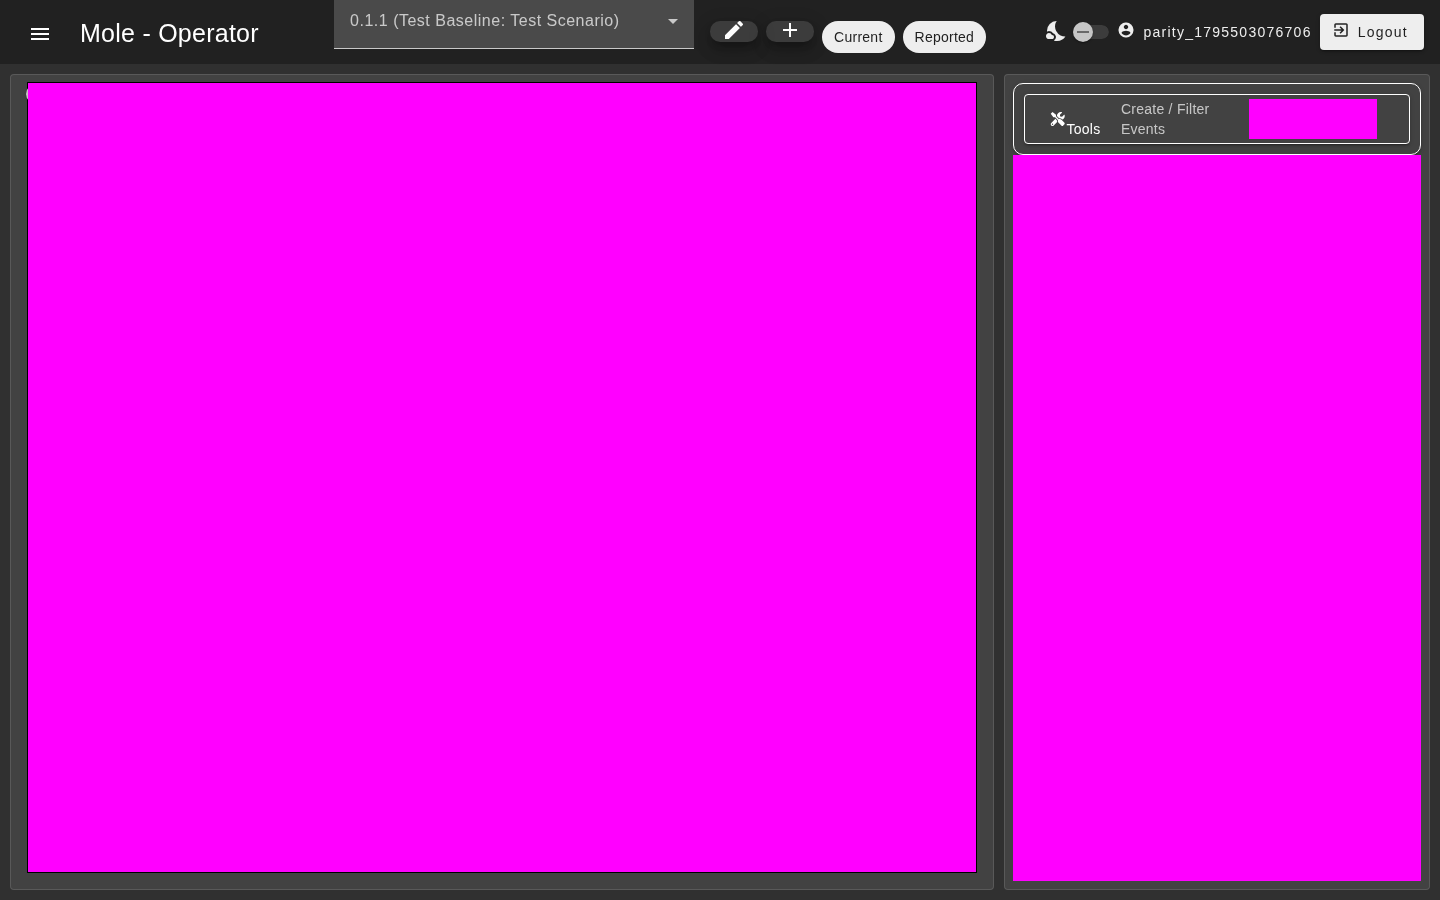 Mole - Operator
0.1.1 (Test Baseline: Test Scenario)
Current
Reported
parity_1795503076706
Logout
Tools
Create / Filter
Events